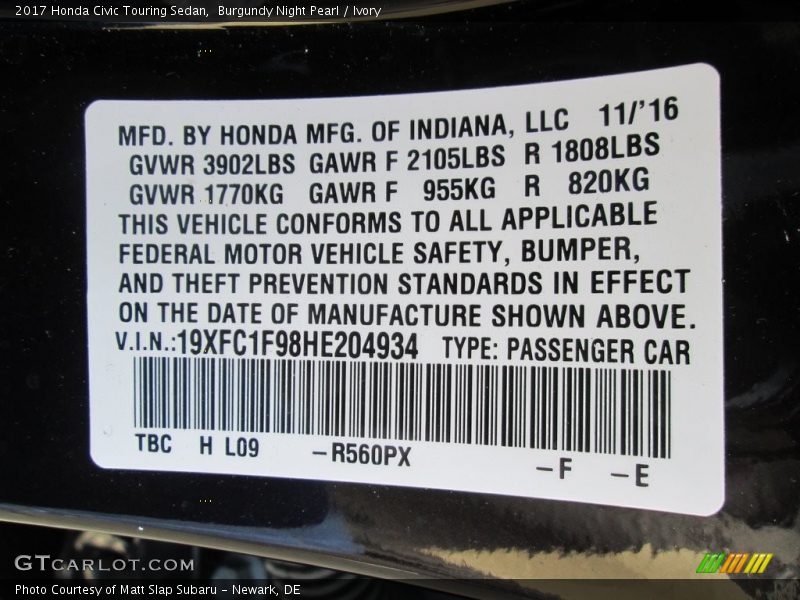 2017 Honda Civic Touring Sedan,  Burgundy Night Pearl / Ivory
MFD. BY HONDA MFG. OF INDIANA, LLC 11/'16
GVWR 3902LBS GAWR F 2105LBS R 1808LBS
GVWR 1770KG GAWR F 955KG R 820KG
THIS VEHICLE CONFORMS TO ALL APPLICABLE
FEDERAL MOTOR VEHICLE SAFETY, BUMPER,
AND THEFT PREVENTION STANDARDS IN EFFECT
ON THE DATE OF MANUFACTURE SHOWN ABOVE.
V.I.N.:19XFC1F98HE204934 TYPE: PASSENGER CAR
TBC H L09 -R560PX -F -E
GTCARLOT.COM
Photo Courtesy of Matt Slap Subaru - Newark, DE